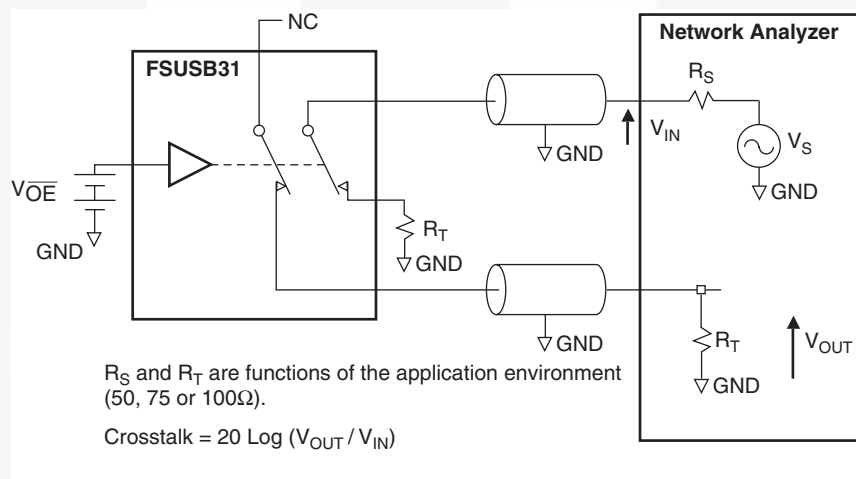 NC
Network Analyzer
FSUSB31
R_S
V_IN
V_S
GND
GND
V_OE̅
R_T
GND
GND
GND
R_T
V_OUT
GND
R_S and R_T are functions of the application environment
(50, 75 or 100Ω).
Crosstalk = 20 Log (V_OUT / V_IN)